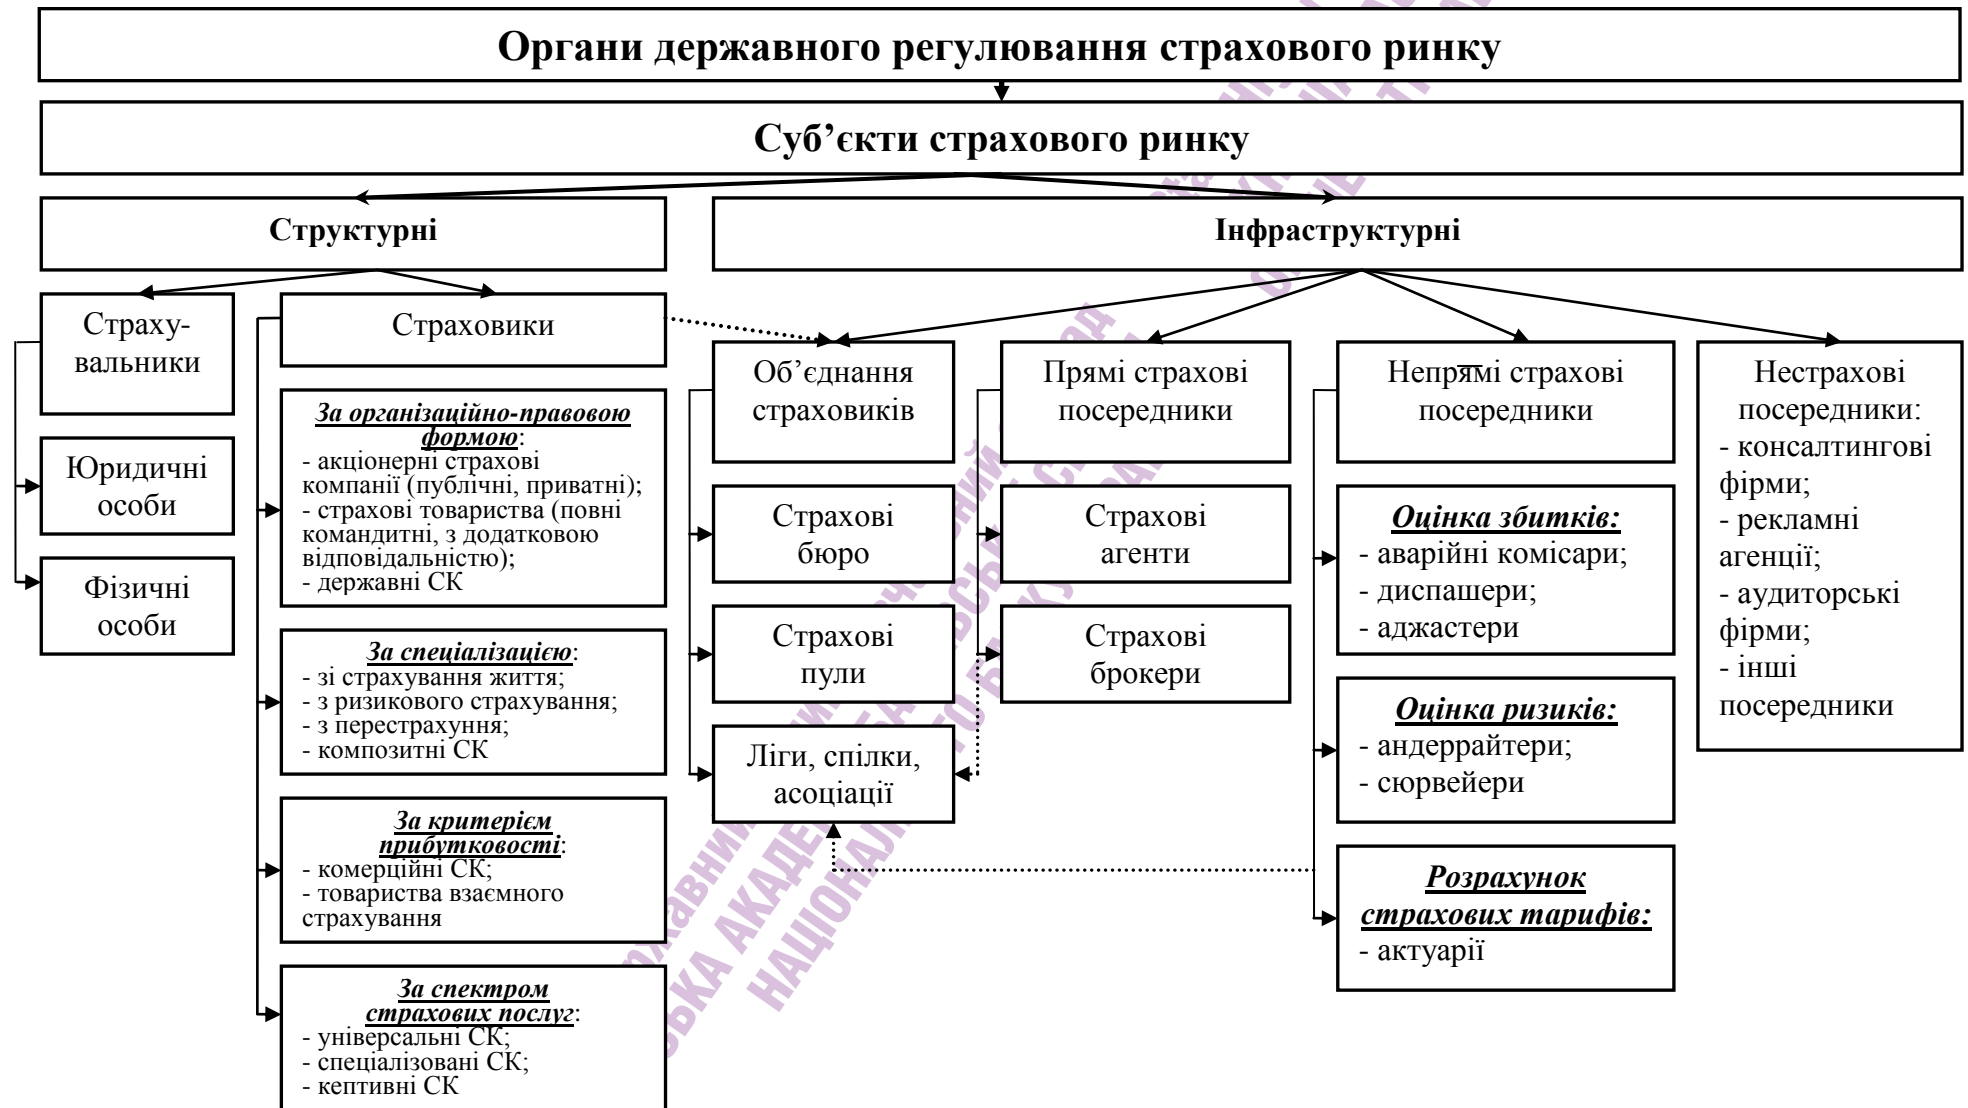 Органи державного регулювання страхового ринку
Суб’єкти страхового ринку
Структурні
Інфраструктурні
Страху-
вальники
Юридичні
особи
Фізичні
особи
Страховики
За організаційно-правовою
формою:
- акціонерні страхові
компанії (публічні, приватні);
- страхові товариства (повні
командитні, з додатковою
відповідальністю);
- державні СК
За спеціалізацією:
- зі страхування життя;
- з ризикового страхування;
- з перестрахуння;
- композитні СК
За критерієм
прибутковості:
- комерційні СК;
- товариства взаємного
страхування
За спектром
страхових послуг:
- універсальні СК;
- спеціалізовані СК;
- кептивні СК
Об’єднання
страховиків
Страхові
бюро
Страхові
пули
Ліги, спілки,
асоціації
Прямі страхові
посередники
Страхові
агенти
Страхові
брокери
Непрямі страхові
посередники
Оцінка збитків:
- аварійні комісари;
- диспашери;
- аджастери
Оцінка ризиків:
- андеррайтери;
- сюрвейери
Розрахунок
страхових тарифів:
- актуарії
Нестрахові
посередники:
- консалтингові
фірми;
- рекламні
агенції;
- аудиторські
фірми;
- інші
посередники